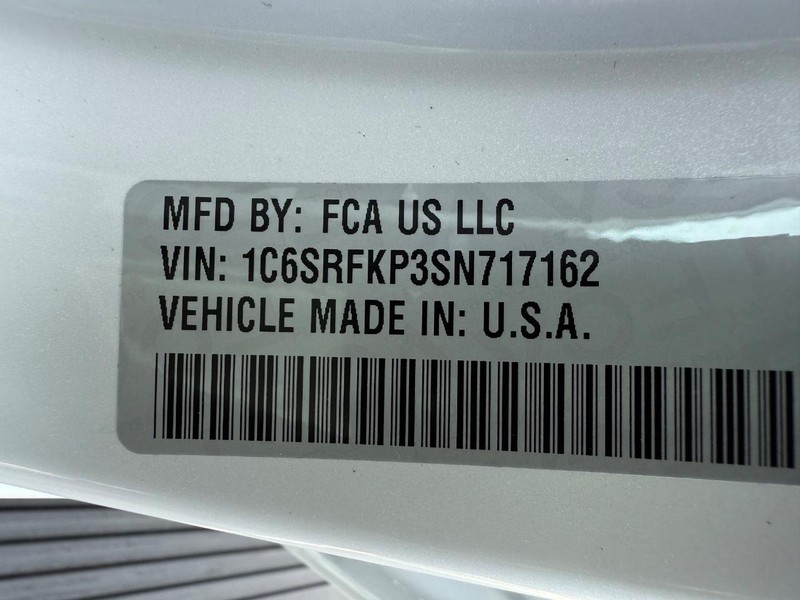 MFD BY: FCA US LLC
VIN: 1C6SRFKP3SN717162
VEHICLE MADE IN: U.S.A.